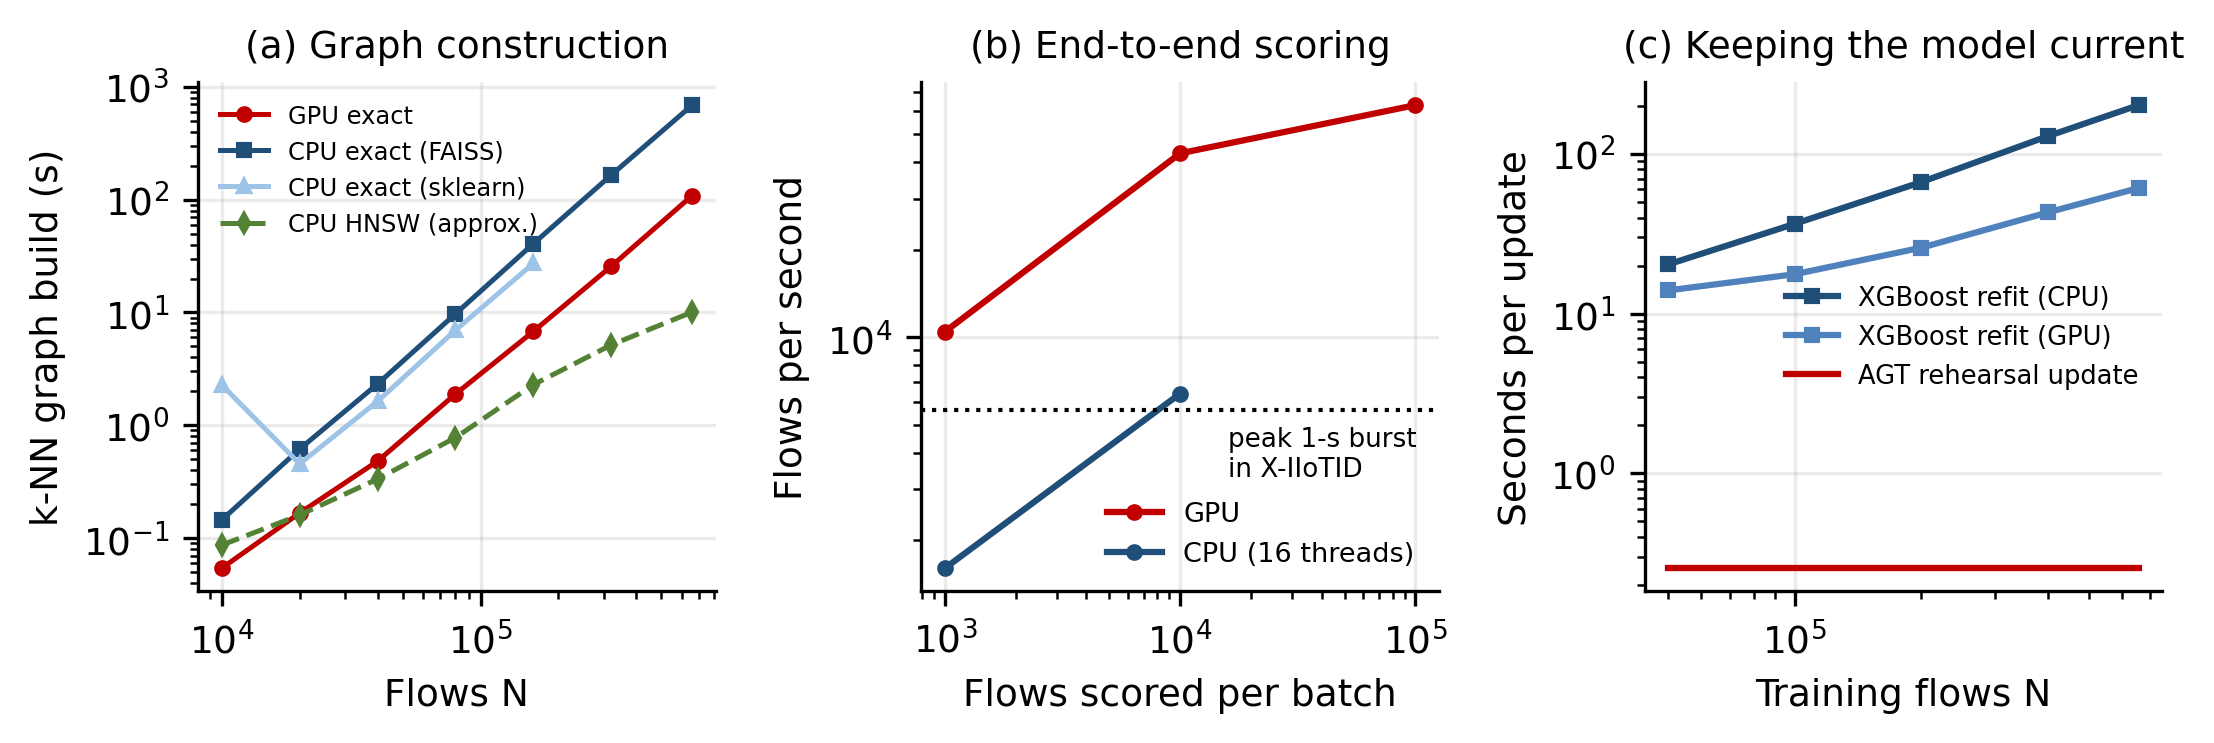 (a) Graph construction
k-NN graph build (s)
10³
10²
10¹
10⁰
10⁻¹
GPU exact
CPU exact (FAISS)
CPU exact (sklearn)
CPU HNSW (approx.)
10⁴ 10⁵
Flows N
(b) End-to-end scoring
Flows per second
10⁴
peak 1-s burst
in X-IIoTID
GPU
CPU (16 threads)
10³ 10⁴ 10⁵
Flows scored per batch
(c) Keeping the model current
Seconds per update
10²
10¹
10⁰
XGBoost refit (CPU)
XGBoost refit (GPU)
AGT rehearsal update
10⁵
Training flows N